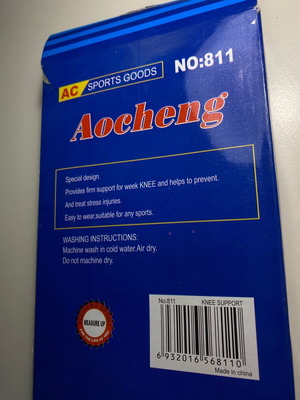 AC SPORTS GOODS NO:811
Aocheng
Special design.
Provides firm support for week KNEE and helps to prevent.
And treat stress injuries.
Easy to wear,suitable for any sports.
WASHING INSTRUCTIONS:
Machine wash in cold water.Air dry.
Do not machine dry.
MEASURE UP
No:811 KNEE SUPPORT
6 932016 568110
Made in china